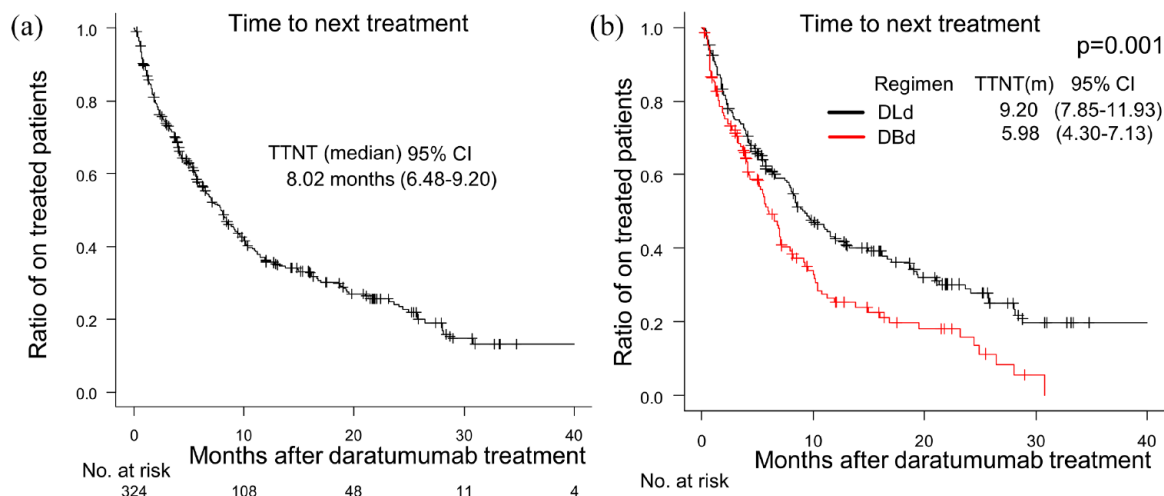 (a)
Time to next treatment
1.0
0.8
0.6
0.4
0.2
0.0
Ratio of on treated patients
TTNT (median) 95% CI
8.02 months (6.48-9.20)
0 10 20 30 40
Months after daratumumab treatment
No. at risk
324 108 48 11 4
(b)
Time to next treatment
p=0.001
Regimen TTNT(m) 95% CI
DLd 9.20 (7.85-11.93)
DBd 5.98 (4.30-7.13)
1.0
0.8
0.6
0.4
0.2
0.0
Ratio of on treated patients
0 10 20 30 40
Months after daratumumab treatment
No. at risk